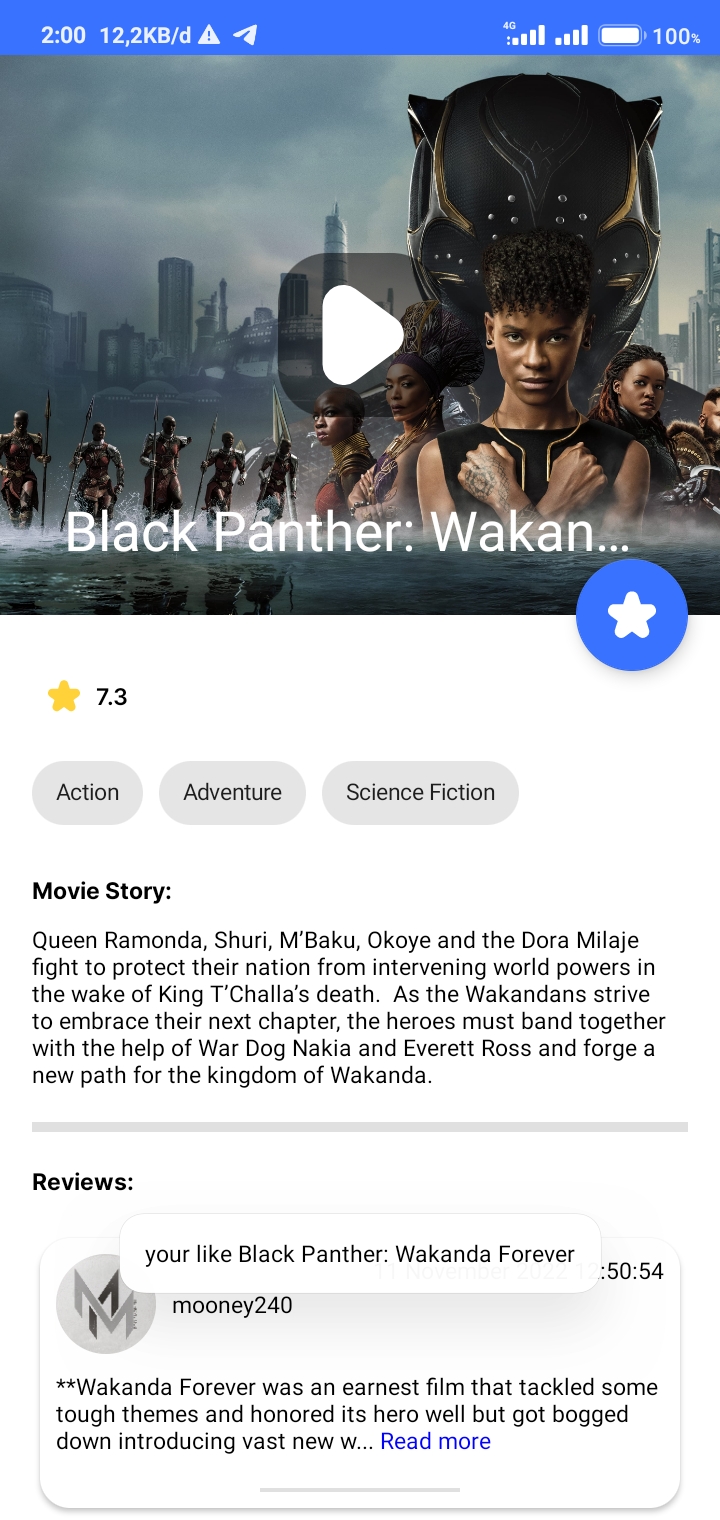 2:00 12,2KB/d 4G 100%
Black Panther: Wakan...
7.3
Action Adventure Science Fiction
Movie Story:
Queen Ramonda, Shuri, M’Baku, Okoye and the Dora Milaje
fight to protect their nation from intervening world powers in
the wake of King T’Challa’s death.  As the Wakandans strive
to embrace their next chapter, the heroes must band together
with the help of War Dog Nakia and Everett Ross and forge a
new path for the kingdom of Wakanda.
Reviews:
your like Black Panther: Wakanda Forever
11 November 2022 12:50:54
mooney240
**Wakanda Forever was an earnest film that tackled some
tough themes and honored its hero well but got bogged
down introducing vast new w... Read more